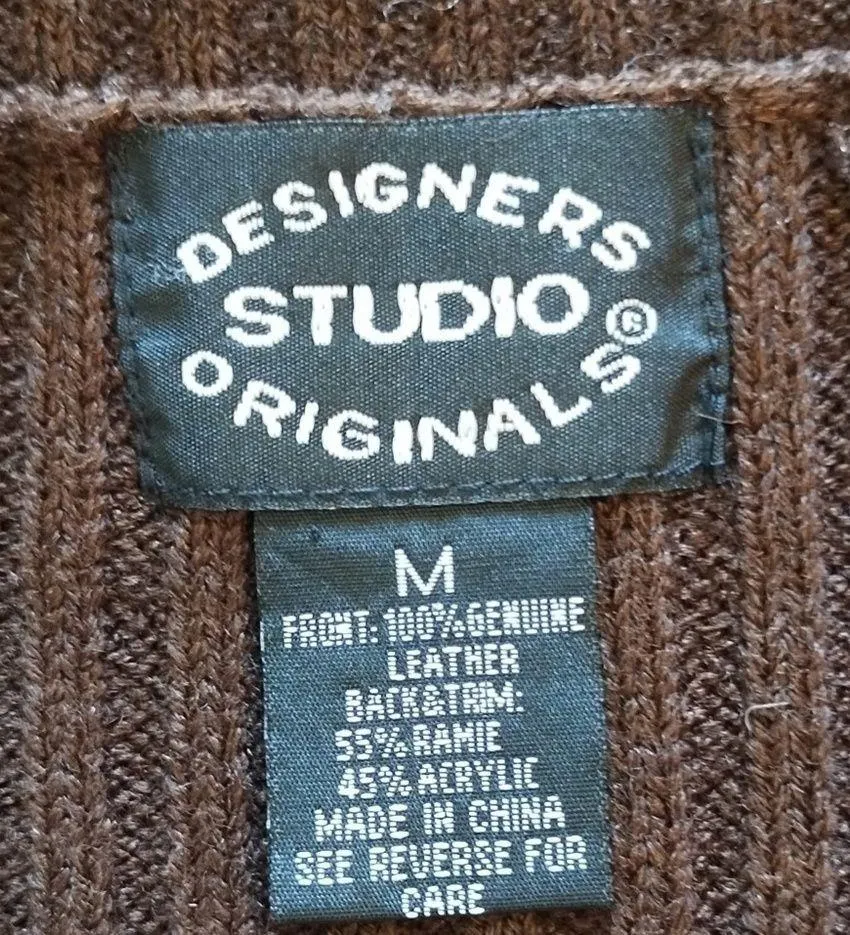 DESIGNERS
STUDIO
ORIGINALS
M
FRONT: 100% GENUINE
LEATHER
BACK&TRIM:
55% RAMIE
45% ACRYLIC
MADE IN CHINA
SEE REVERSE FOR
CARE